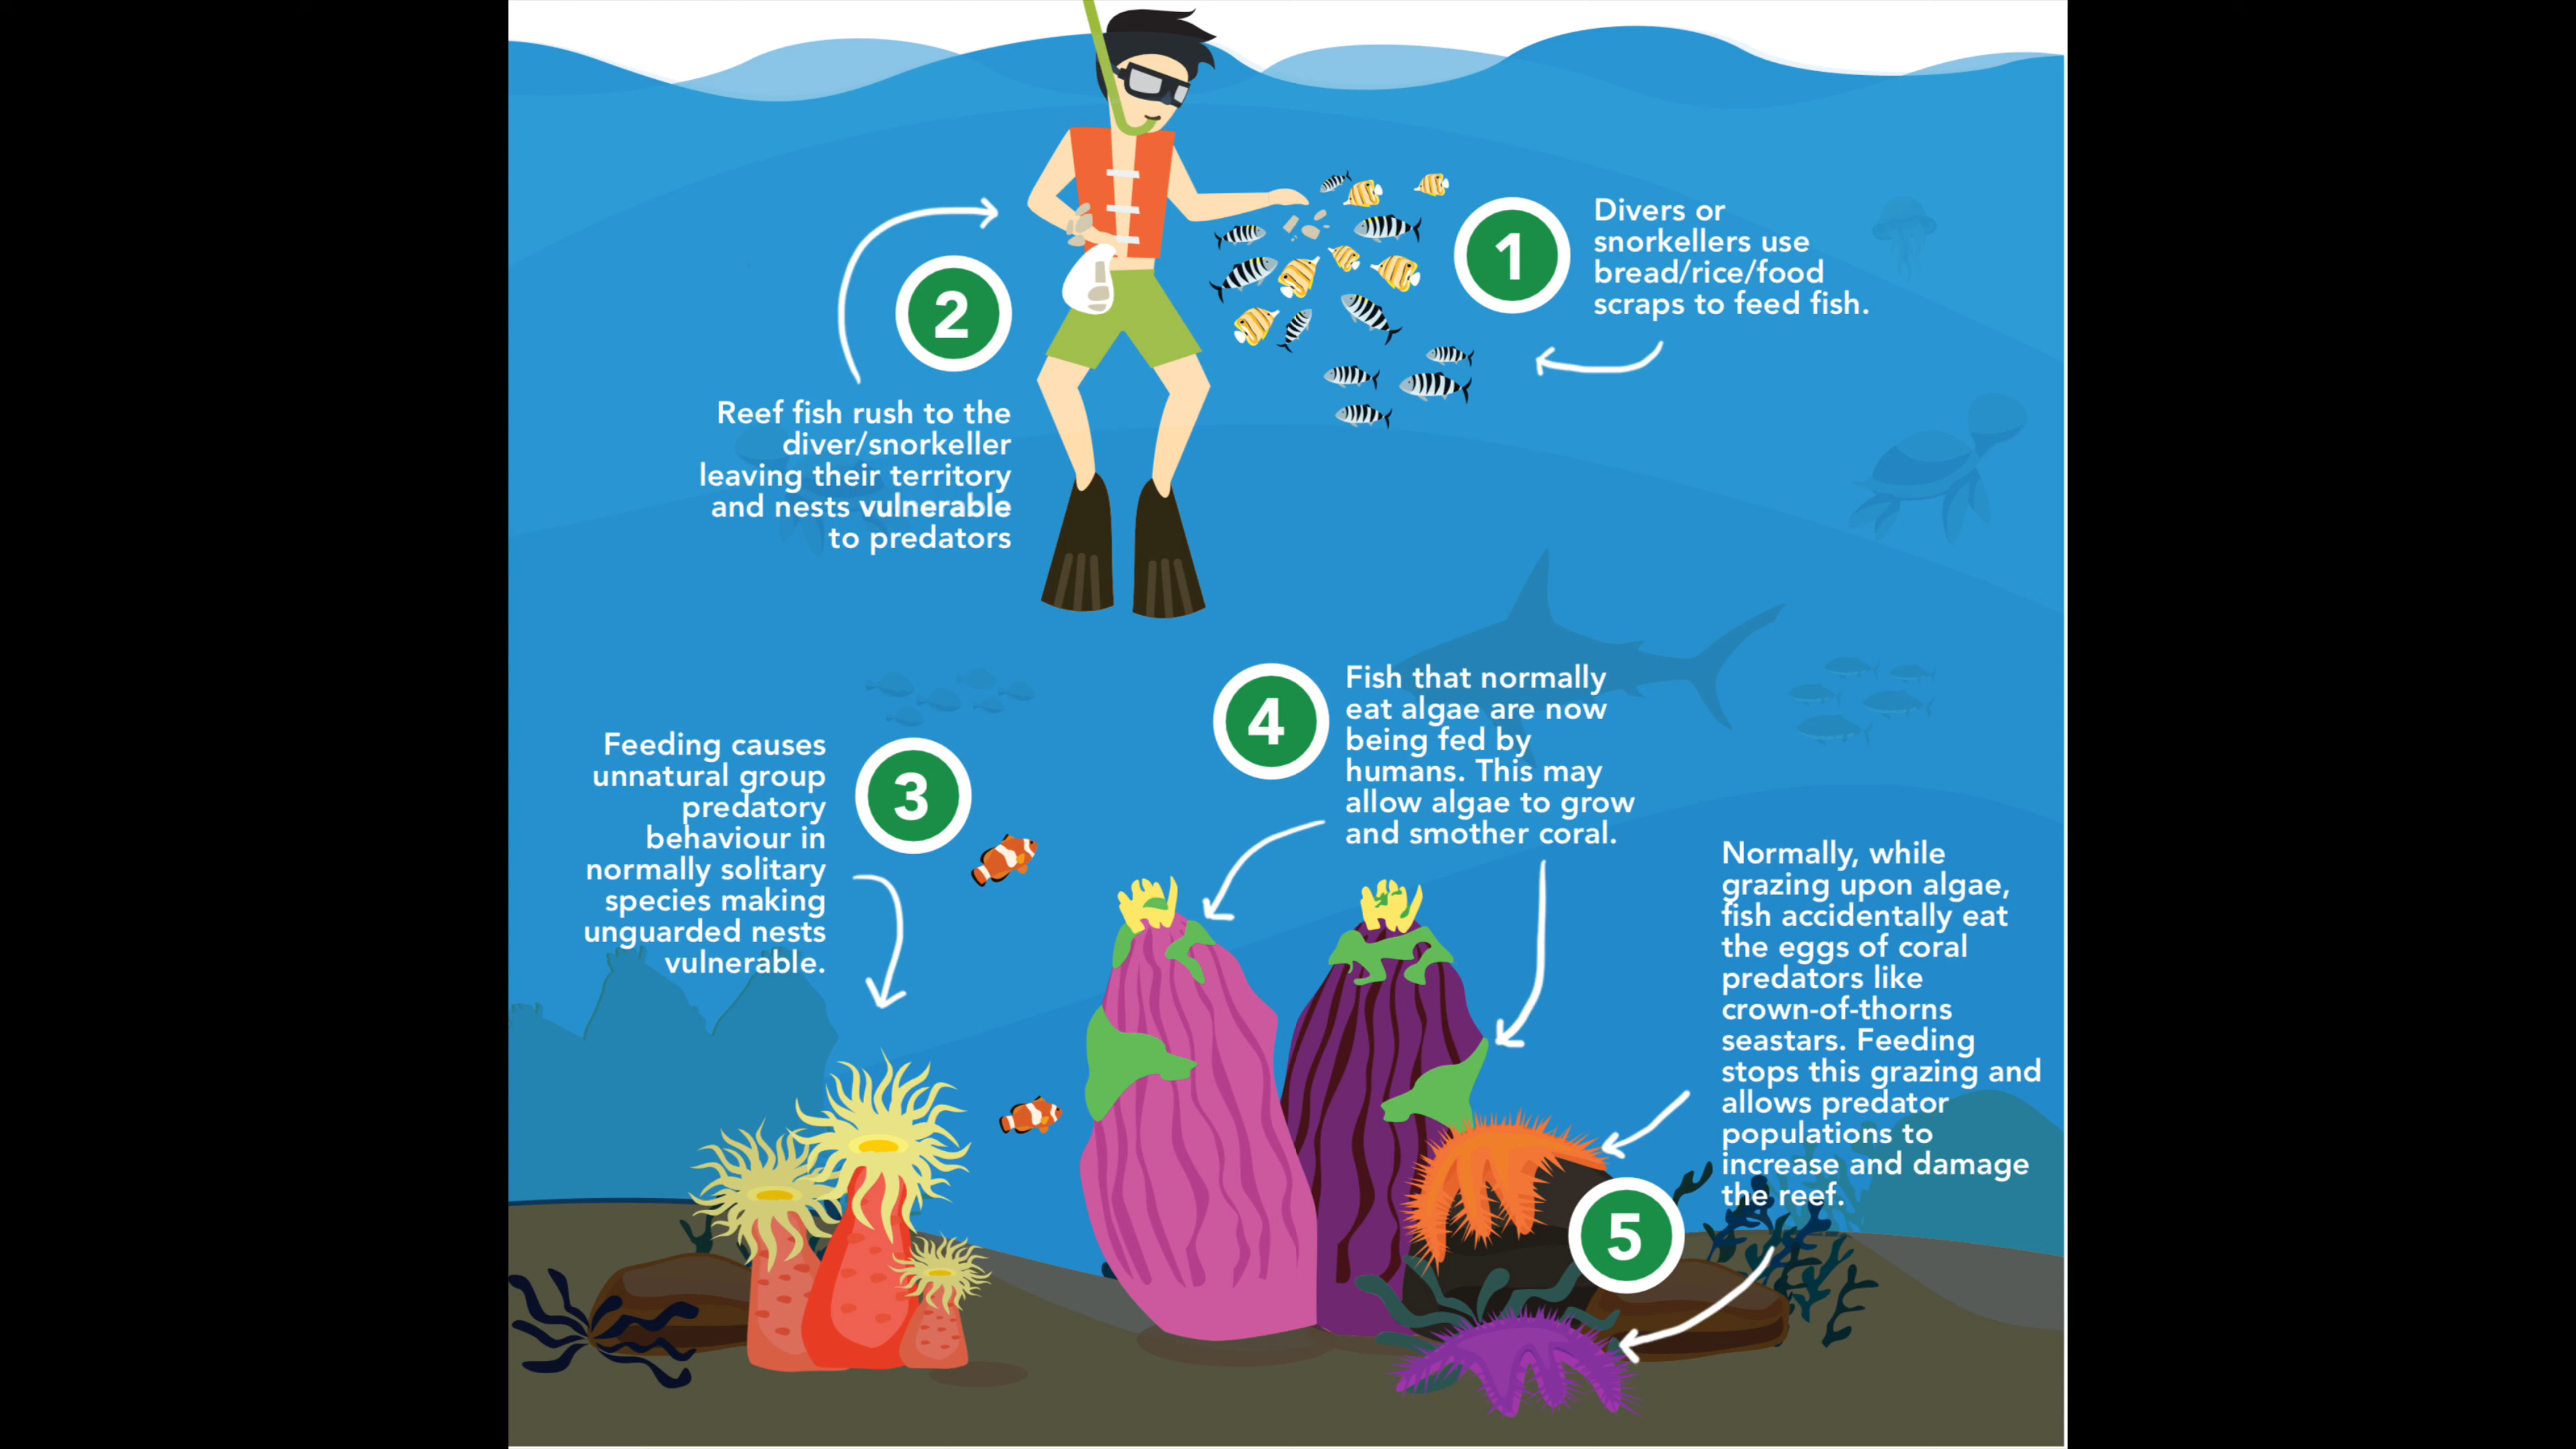 1
Divers or
snorkellers use
bread/rice/food
scraps to feed fish.
2
Reef fish rush to the
diver/snorkeller
leaving their territory
and nests vulnerable
to predators
3
Feeding causes
unnatural group
predatory
behaviour in
normally solitary
species making
unguarded nests
vulnerable.
4
Fish that normally
eat algae are now
being fed by
humans. This may
allow algae to grow
and smother coral.
5
Normally, while
grazing upon algae,
fish accidentally eat
the eggs of coral
predators like
crown-of-thorns
seastars. Feeding
stops this grazing and
allows predator
populations to
increase and damage
the reef.